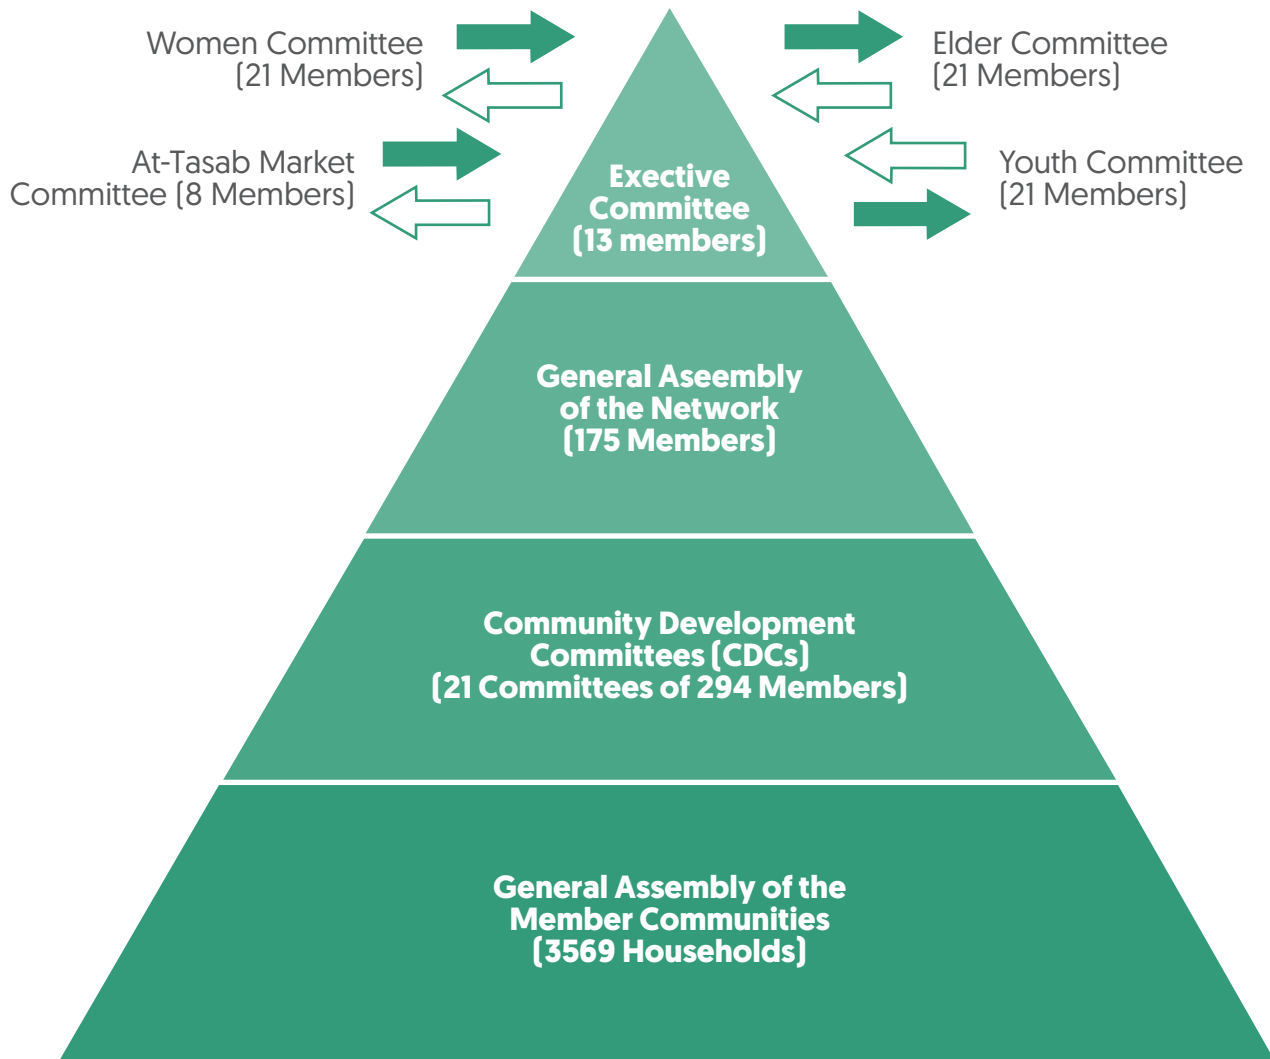 Women Committee
(21 Members)
Elder Committee
(21 Members)
At-Tasab Market
Committee (8 Members)
Youth Committee
(21 Members)
Exective
Committee
(13 members)
General Aseembly
of the Network
(175 Members)
Community Development
Committees (CDCs)
(21 Committees of 294 Members)
General Assembly of the
Member Communities
(3569 Households)